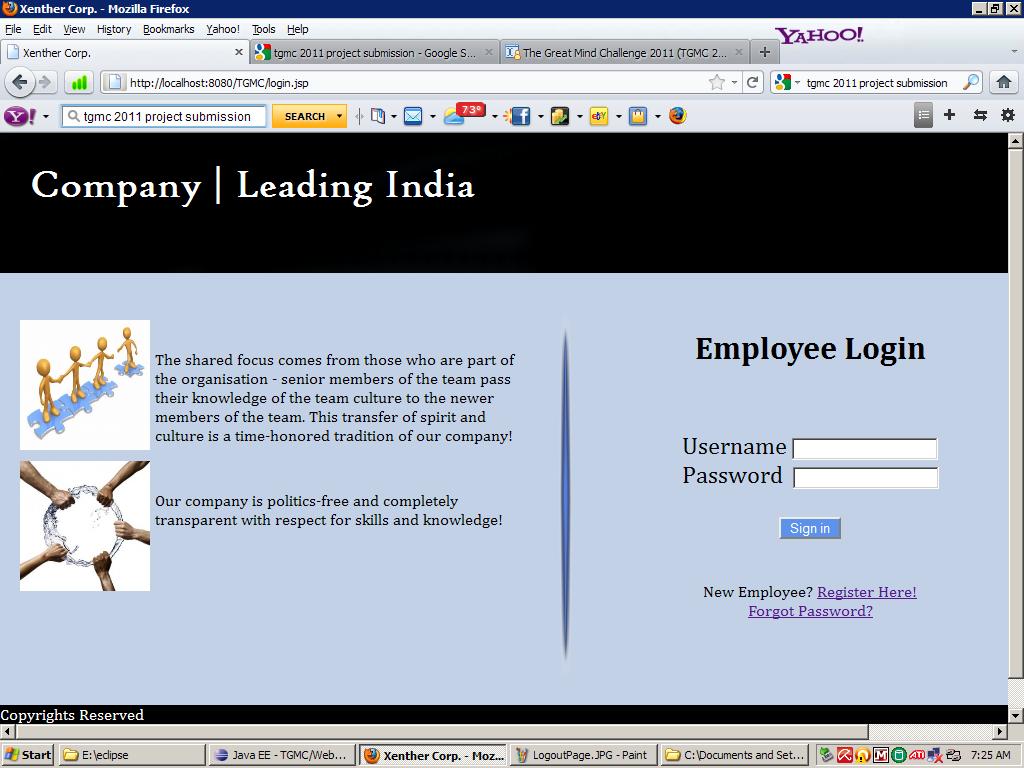 Xenther Corp. - Mozilla Firefox
File Edit View History Bookmarks Yahoo! Tools Help
YAHOO!
Xenther Corp.
tgmc 2011 project submission - Google S...
The Great Mind Challenge 2011 (TGMC 2...
http://localhost:8080/TGMC/login.jsp
tgmc 2011 project submission
Y!
tgmc 2011 project submission
SEARCH
73°
Company | Leading India
The shared focus comes from those who are part of
the organisation - senior members of the team pass
their knowledge of the team culture to the newer
members of the team. This transfer of spirit and
culture is a time-honored tradition of our company!
Our company is politics-free and completely
transparent with respect for skills and knowledge!
Employee Login
Username
Password
Sign in
New Employee? Register Here!
Forgot Password?
Copyrights Reserved
Start
E:\eclipse
Java EE - TGMC/Web...
Xenther Corp. - Moz...
LogoutPage.JPG - Paint
C:\Documents and Set...
7:25 AM